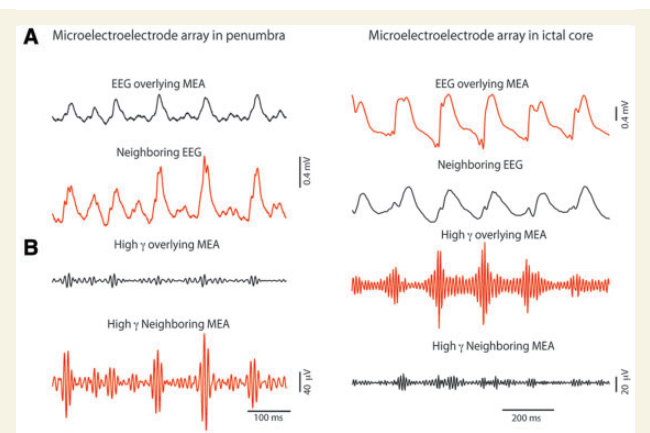 A
Microelectroelectrode array in penumbra
Microelectroelectrode array in ictal core
EEG overlying MEA
EEG overlying MEA
0.4 mV
Neighboring EEG
0.4 mV
Neighboring EEG
B
High γ overlying MEA
High γ overlying MEA
High γ Neighboring MEA
40 μV
100 ms
High γ Neighboring MEA
20 μV
200 ms